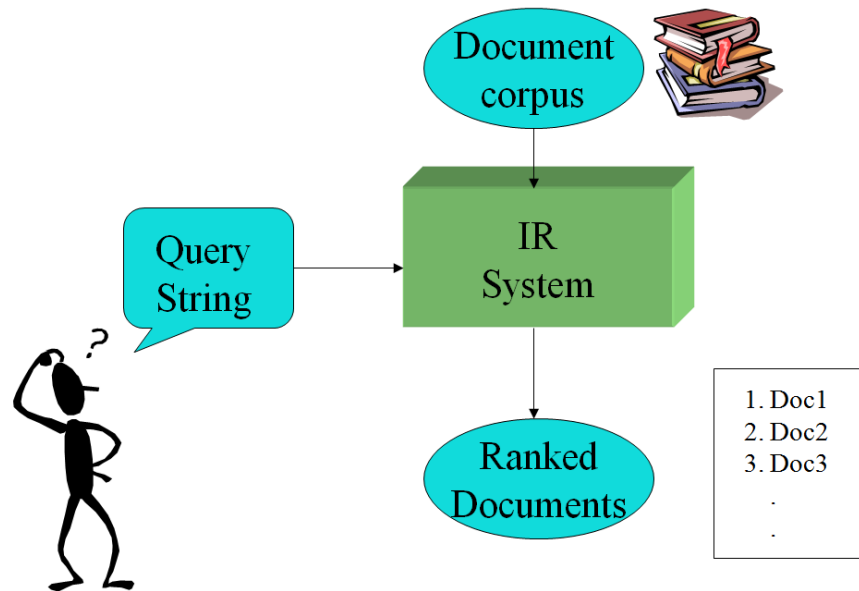 Document
corpus
IR
System
Query
String
?
Ranked
Documents
1. Doc1
2. Doc2
3. Doc3
.
.